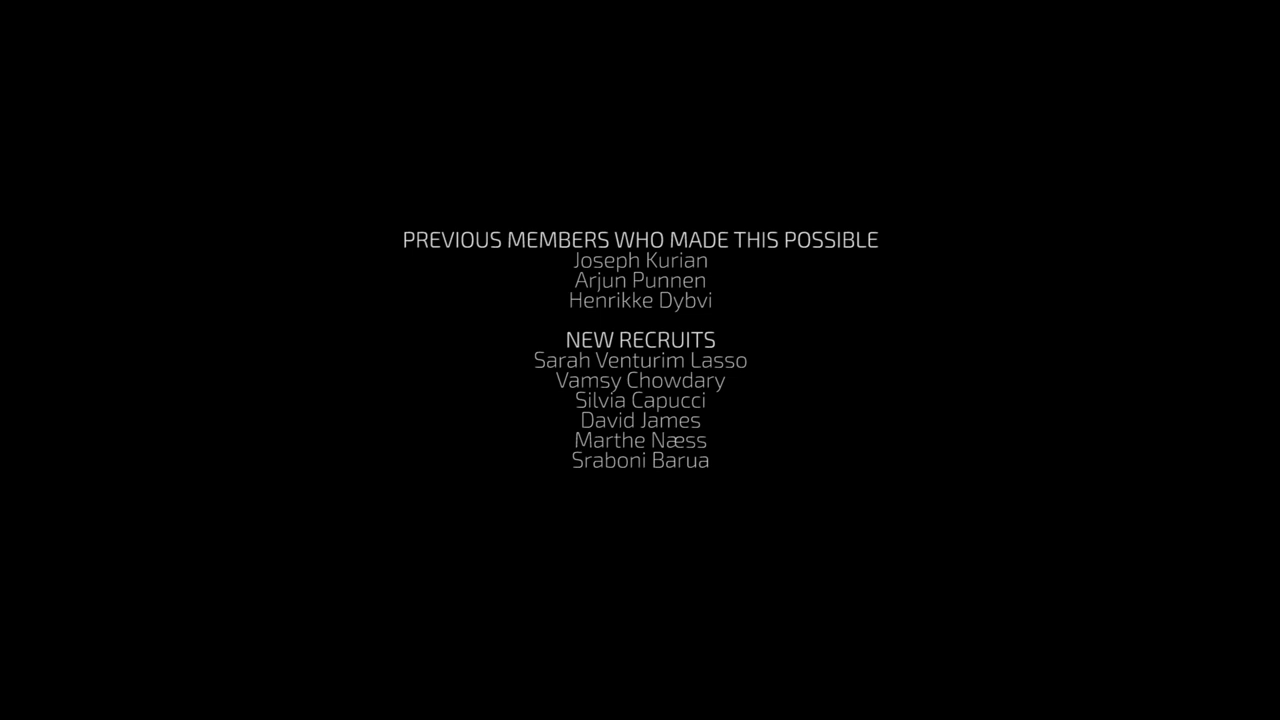 PREVIOUS MEMBERS WHO MADE THIS POSSIBLE
Joseph Kurian
Arjun Punnen
Henrikke Dybvi
NEW RECRUITS
Sarah Venturim Lasso
Vamsy Chowdary
Silvia Capucci
David James
Marthe Næss
Sraboni Barua